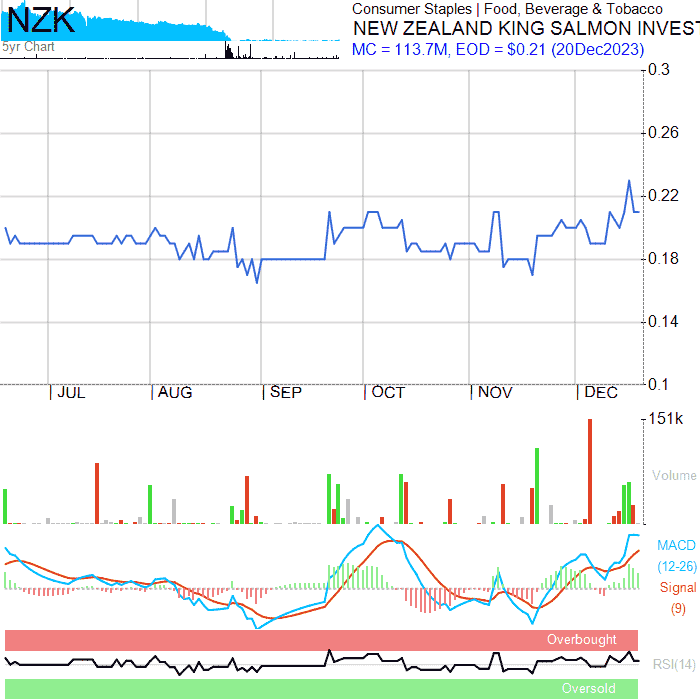 NZK
5yr Chart
Consumer Staples | Food, Beverage & Tobacco
NEW ZEALAND KING SALMON INVEST
MC = 113.7M, EOD = $0.21 (20Dec2023)
0.3
0.26
0.22
0.18
0.14
0.1
JUL AUG SEP OCT NOV DEC
151k
Volume
MACD
(12-26)
Signal
(9)
Overbought
RSI(14)
Oversold